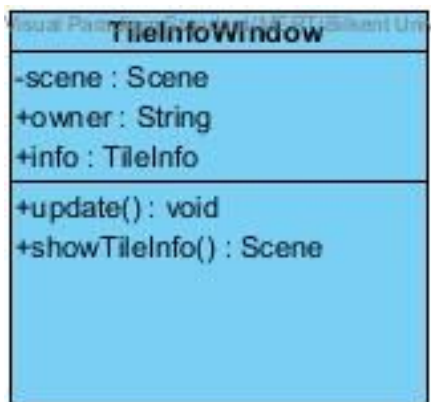 TileInfoWindow
-scene : Scene
+owner : String
+info : TileInfo
+update() : void
+showTileInfo() : Scene